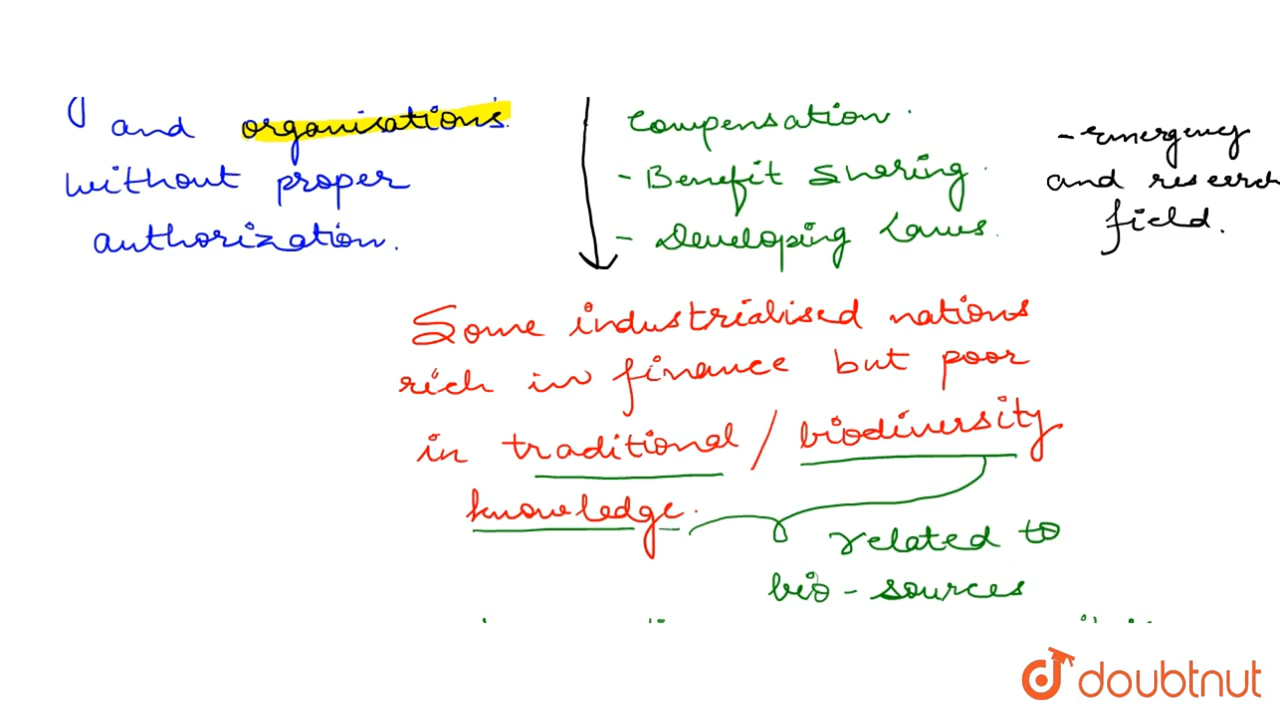 and organisations.
without proper
authorization.
compensation.
- Benefit Sharing.
- Developing Laws.
- Emergency
and research
field.
Some industrialised nations
rich in finance but poor
in traditional / biodiversity
knowledge.
related to
bio - sources
doubtnut